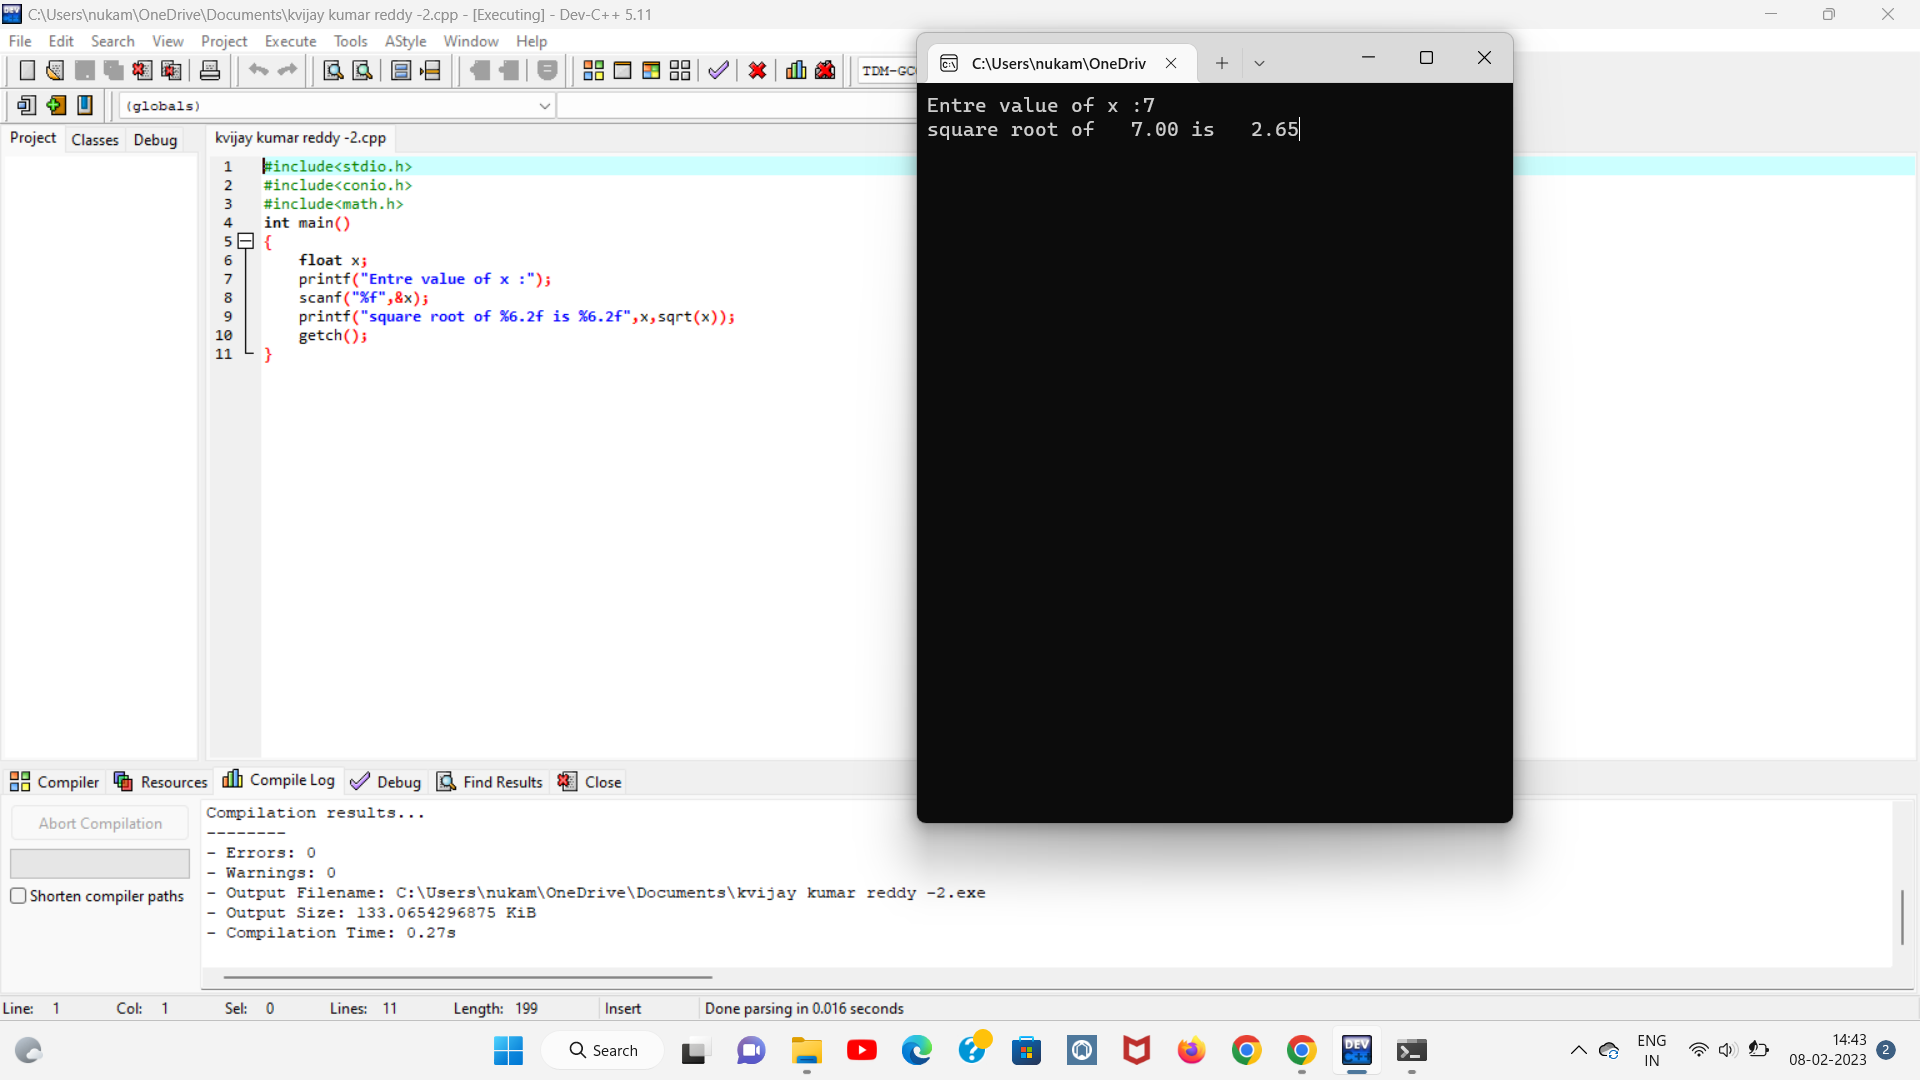 C:\Users\nukam\OneDrive\Documents\kvijay kumar reddy -2.cpp - [Executing] - Dev-C++ 5.11
File Edit Search View Project Execute Tools AStyle Window Help
TDM-GC
(globals)
Project Classes Debug
kvijay kumar reddy -2.cpp
1 #include<stdio.h>
2 #include<conio.h>
3 #include<math.h>
4 int main()
5 {
6 float x;
7 printf("Entre value of x :");
8 scanf("%f",&x);
9 printf("square root of %6.2f is %6.2f",x,sqrt(x));
10 getch();
11 }
C:\Users\nukam\OneDriv
Entre value of x :7
square root of   7.00 is   2.65
Compiler Resources Compile Log Debug Find Results Close
Abort Compilation
Shorten compiler paths
Compilation results...
--------
- Errors: 0
- Warnings: 0
- Output Filename: C:\Users\nukam\OneDrive\Documents\kvijay kumar reddy -2.exe
- Output Size: 133.0654296875 KiB
- Compilation Time: 0.27s
Line: 1 Col: 1 Sel: 0 Lines: 11 Length: 199 Insert Done parsing in 0.016 seconds
Search
DEV C++
ENG
IN
14:43
08-02-2023
2